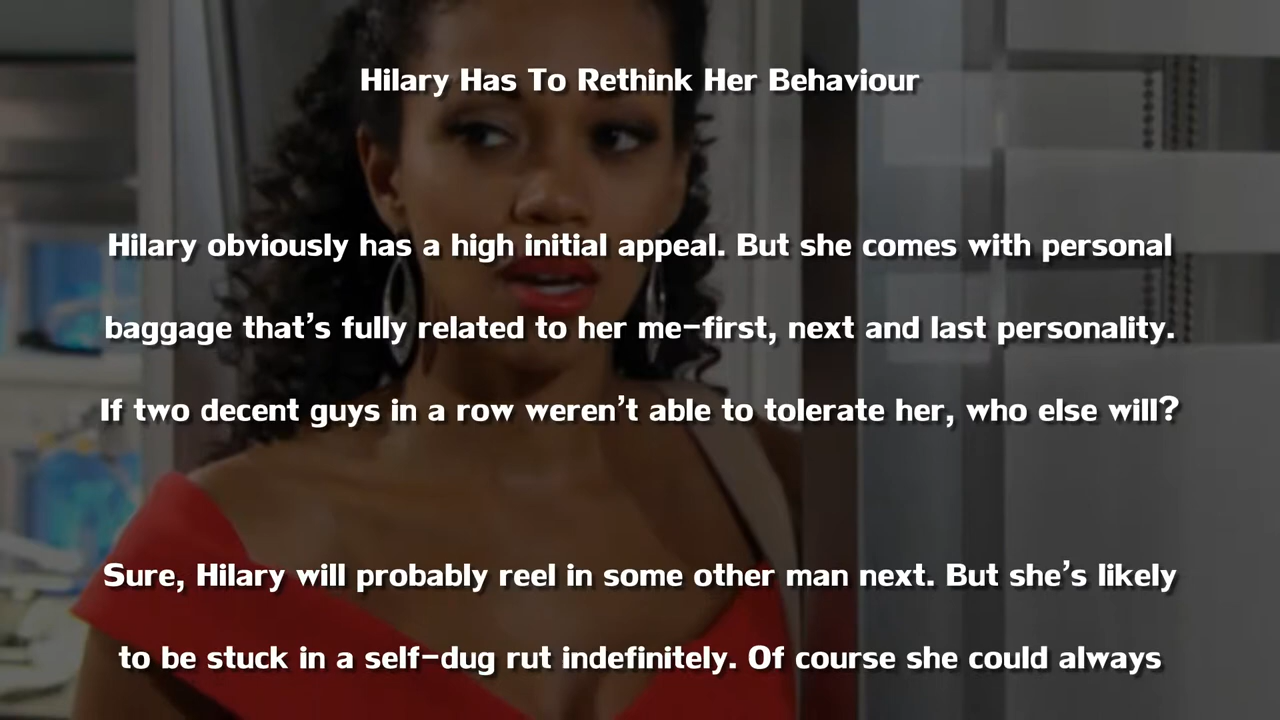 Hilary Has To Rethink Her Behaviour
Hilary obviously has a high initial appeal. But she comes with personal
baggage that’s fully related to her me-first, next and last personality.
If two decent guys in a row weren’t able to tolerate her, who else will?
Sure, Hilary will probably reel in some other man next. But she’s likely
to be stuck in a self-dug rut indefinitely. Of course she could always